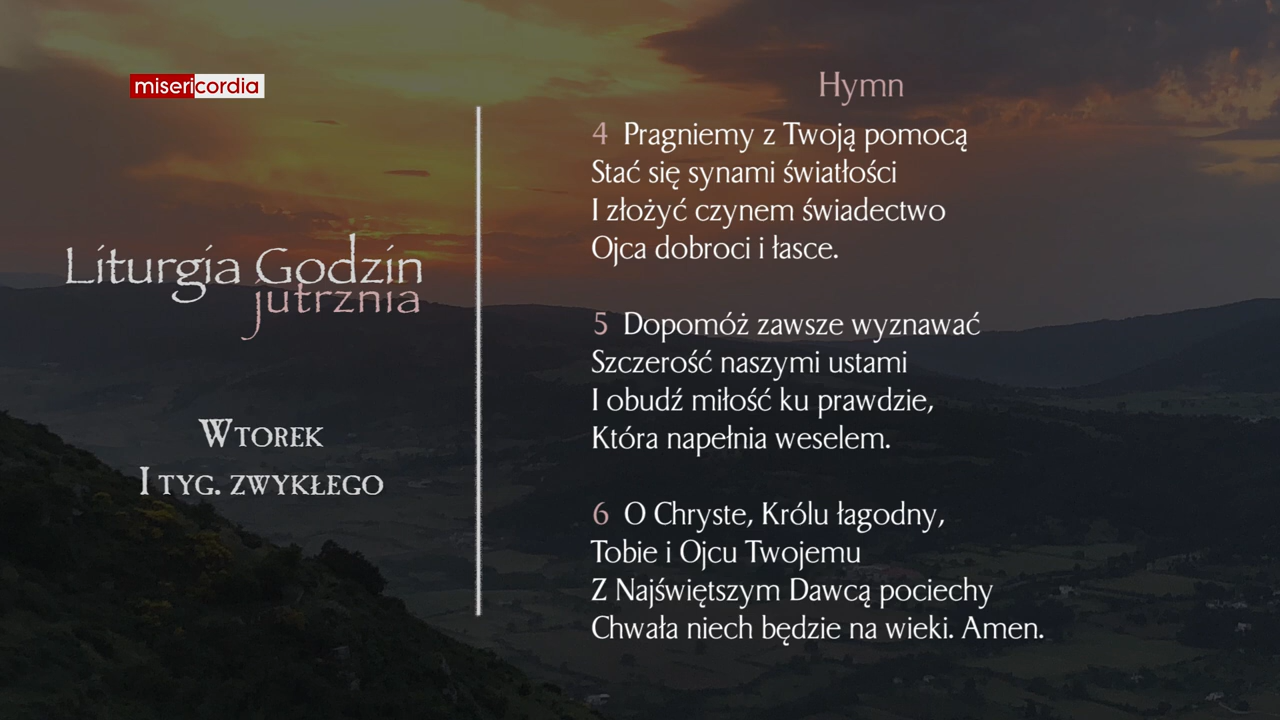 misericordia
Liturgia Godzin
jutrznia
Wtorek
I tyg. zwykłego
Hymn
4 Pragniemy z Twoją pomocą
Stać się synami światłości
I złożyć czynem świadectwo
Ojca dobroci i łasce.
5 Dopomóż zawsze wyznawać
Szczerość naszymi ustami
I obudź miłość ku prawdzie,
Która napełnia weselem.
6 O Chryste, Królu łagodny,
Tobie i Ojcu Twojemu
Z Najświętszym Dawcą pociechy
Chwała niech będzie na wieki. Amen.